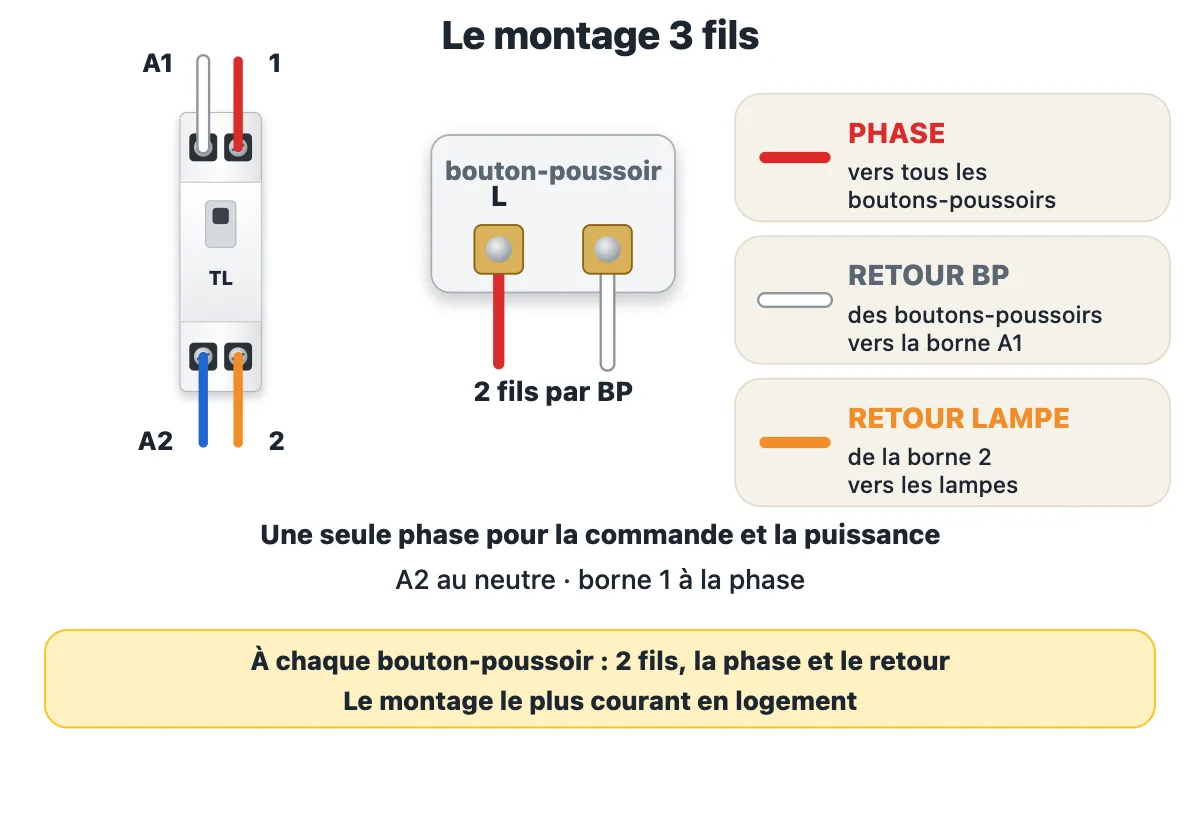 Le montage 3 fils
A1
1
TL
A2
2
bouton-poussoir
L
2 fils par BP
PHASE
vers tous les
boutons-poussoirs
RETOUR BP
des boutons-poussoirs
vers la borne A1
RETOUR LAMPE
de la borne 2
vers les lampes
Une seule phase pour la commande et la puissance
A2 au neutre · borne 1 à la phase
À chaque bouton-poussoir : 2 fils, la phase et le retour
Le montage le plus courant en logement